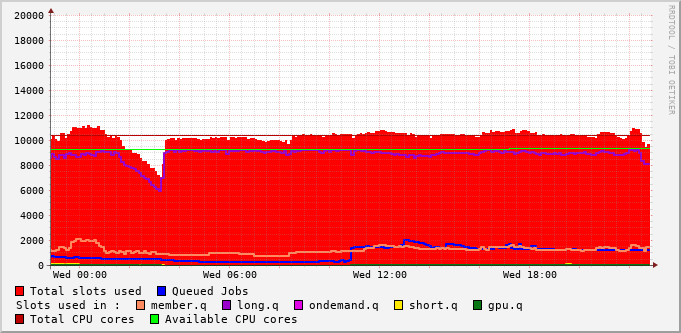 20000
18000
16000
14000
12000
10000
8000
6000
4000
2000
0
Wed 00:00 Wed 06:00 Wed 12:00 Wed 18:00
RRDTOOL / TOBI OETIKER
Total slots used Queued Jobs
Slots used in : member.q long.q ondemand.q short.q gpu.q
Total CPU cores Available CPU cores